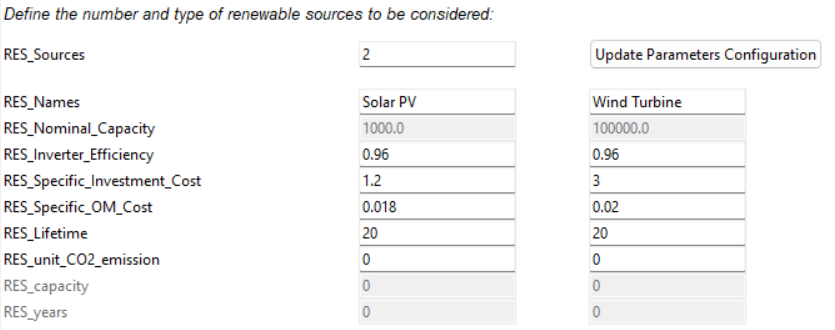 Define the number and type of renewable sources to be considered:
RES_Sources 2 Update Parameters Configuration
RES_Names Solar PV Wind Turbine
RES_Nominal_Capacity 1000.0 100000.0
RES_Inverter_Efficiency 0.96 0.96
RES_Specific_Investment_Cost 1.2 3
RES_Specific_OM_Cost 0.018 0.02
RES_Lifetime 20 20
RES_unit_CO2_emission 0 0
RES_capacity 0 0
RES_years 0 0